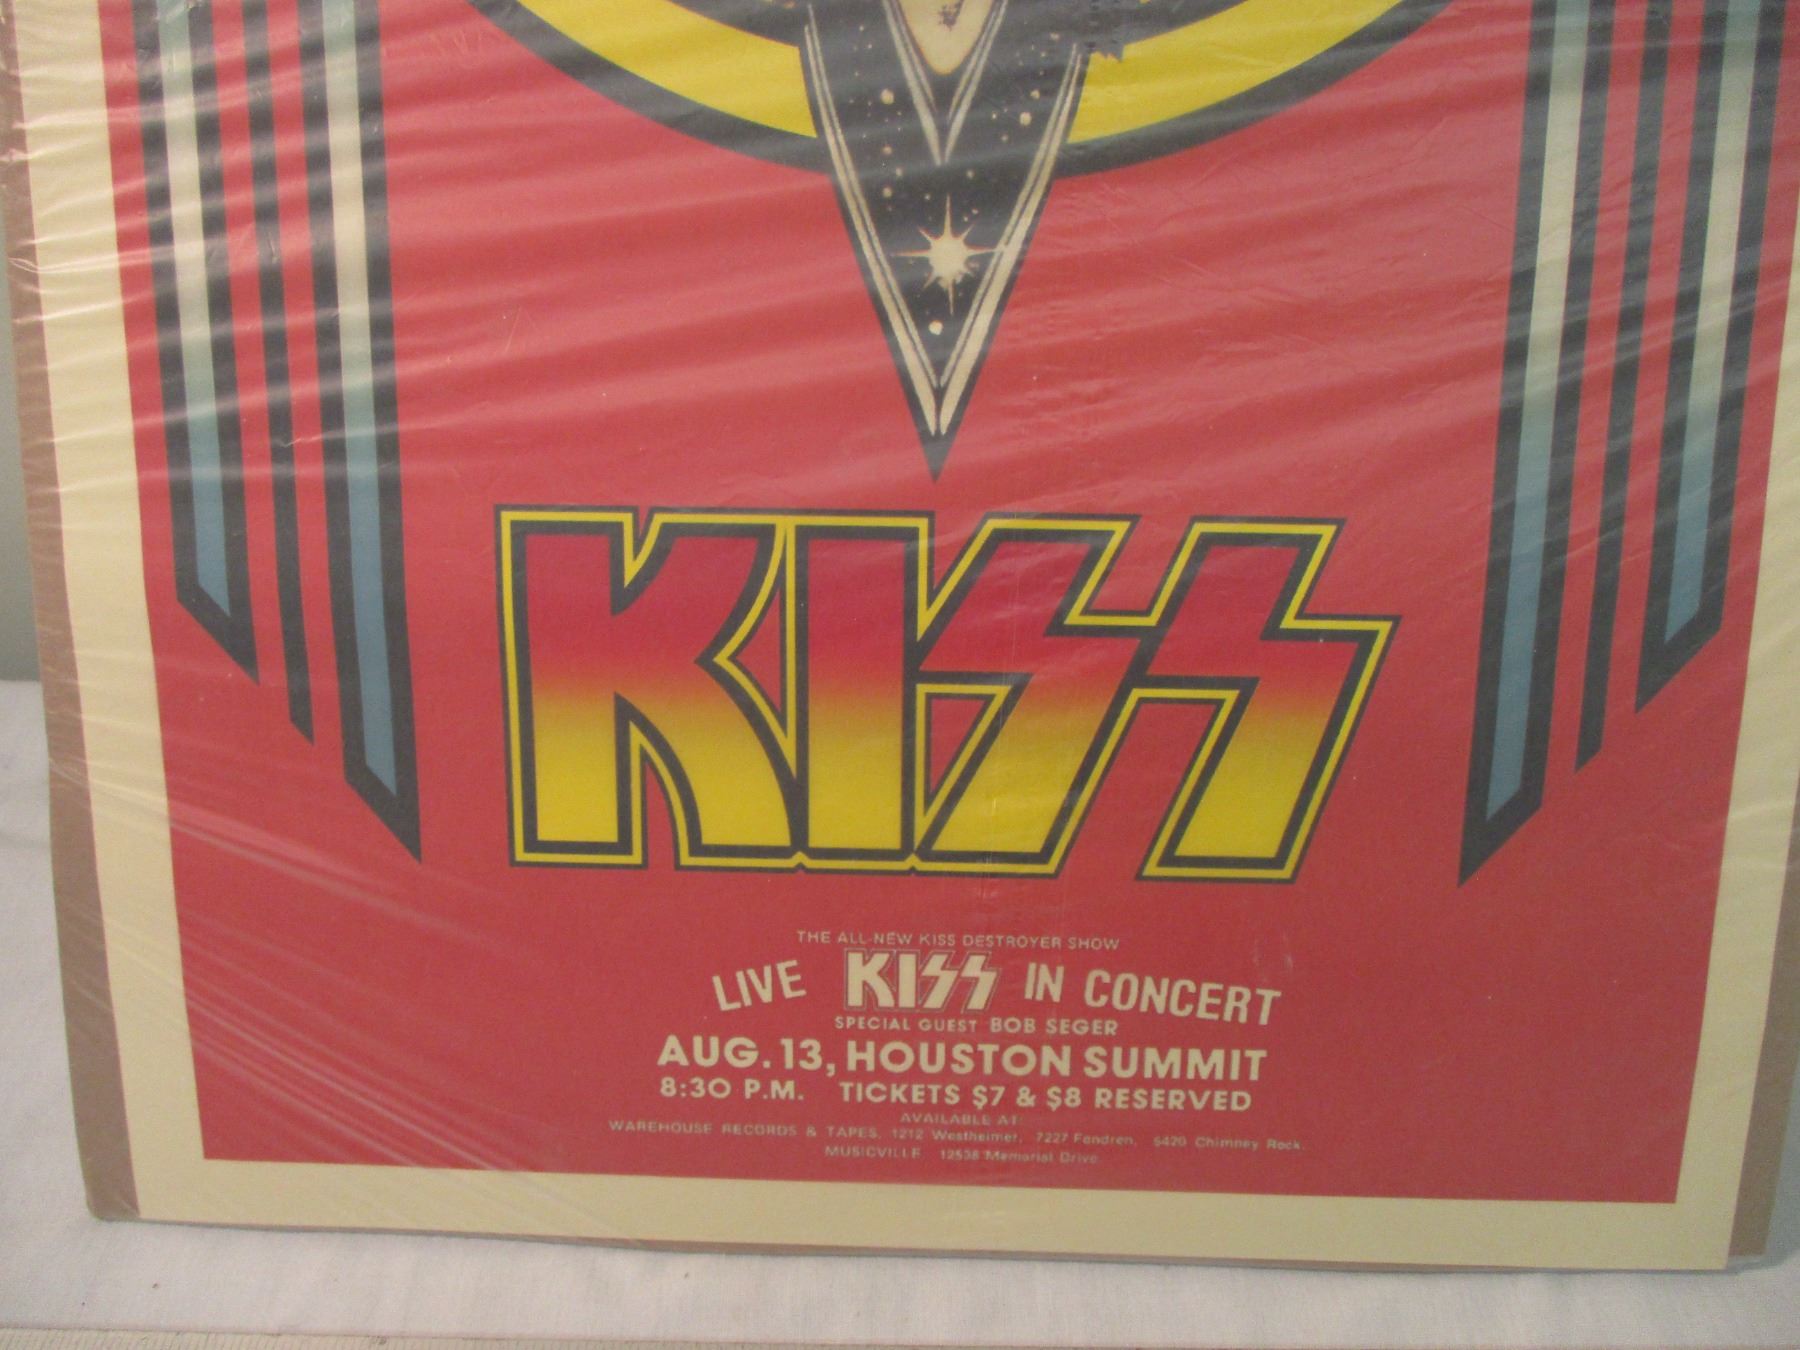 KISS
THE ALL-NEW KISS DESTROYER SHOW
LIVE KISS IN CONCERT
SPECIAL GUEST BOB SEGER
AUG. 13, HOUSTON SUMMIT
8:30 P.M. TICKETS $7 & $8 RESERVED
AVAILABLE AT:
WAREHOUSE RECORDS & TAPES, 1212 Westheimer, 7227 Fondren, 5420 Chimney Rock.
MUSICVILLE 12538 Memorial Drive